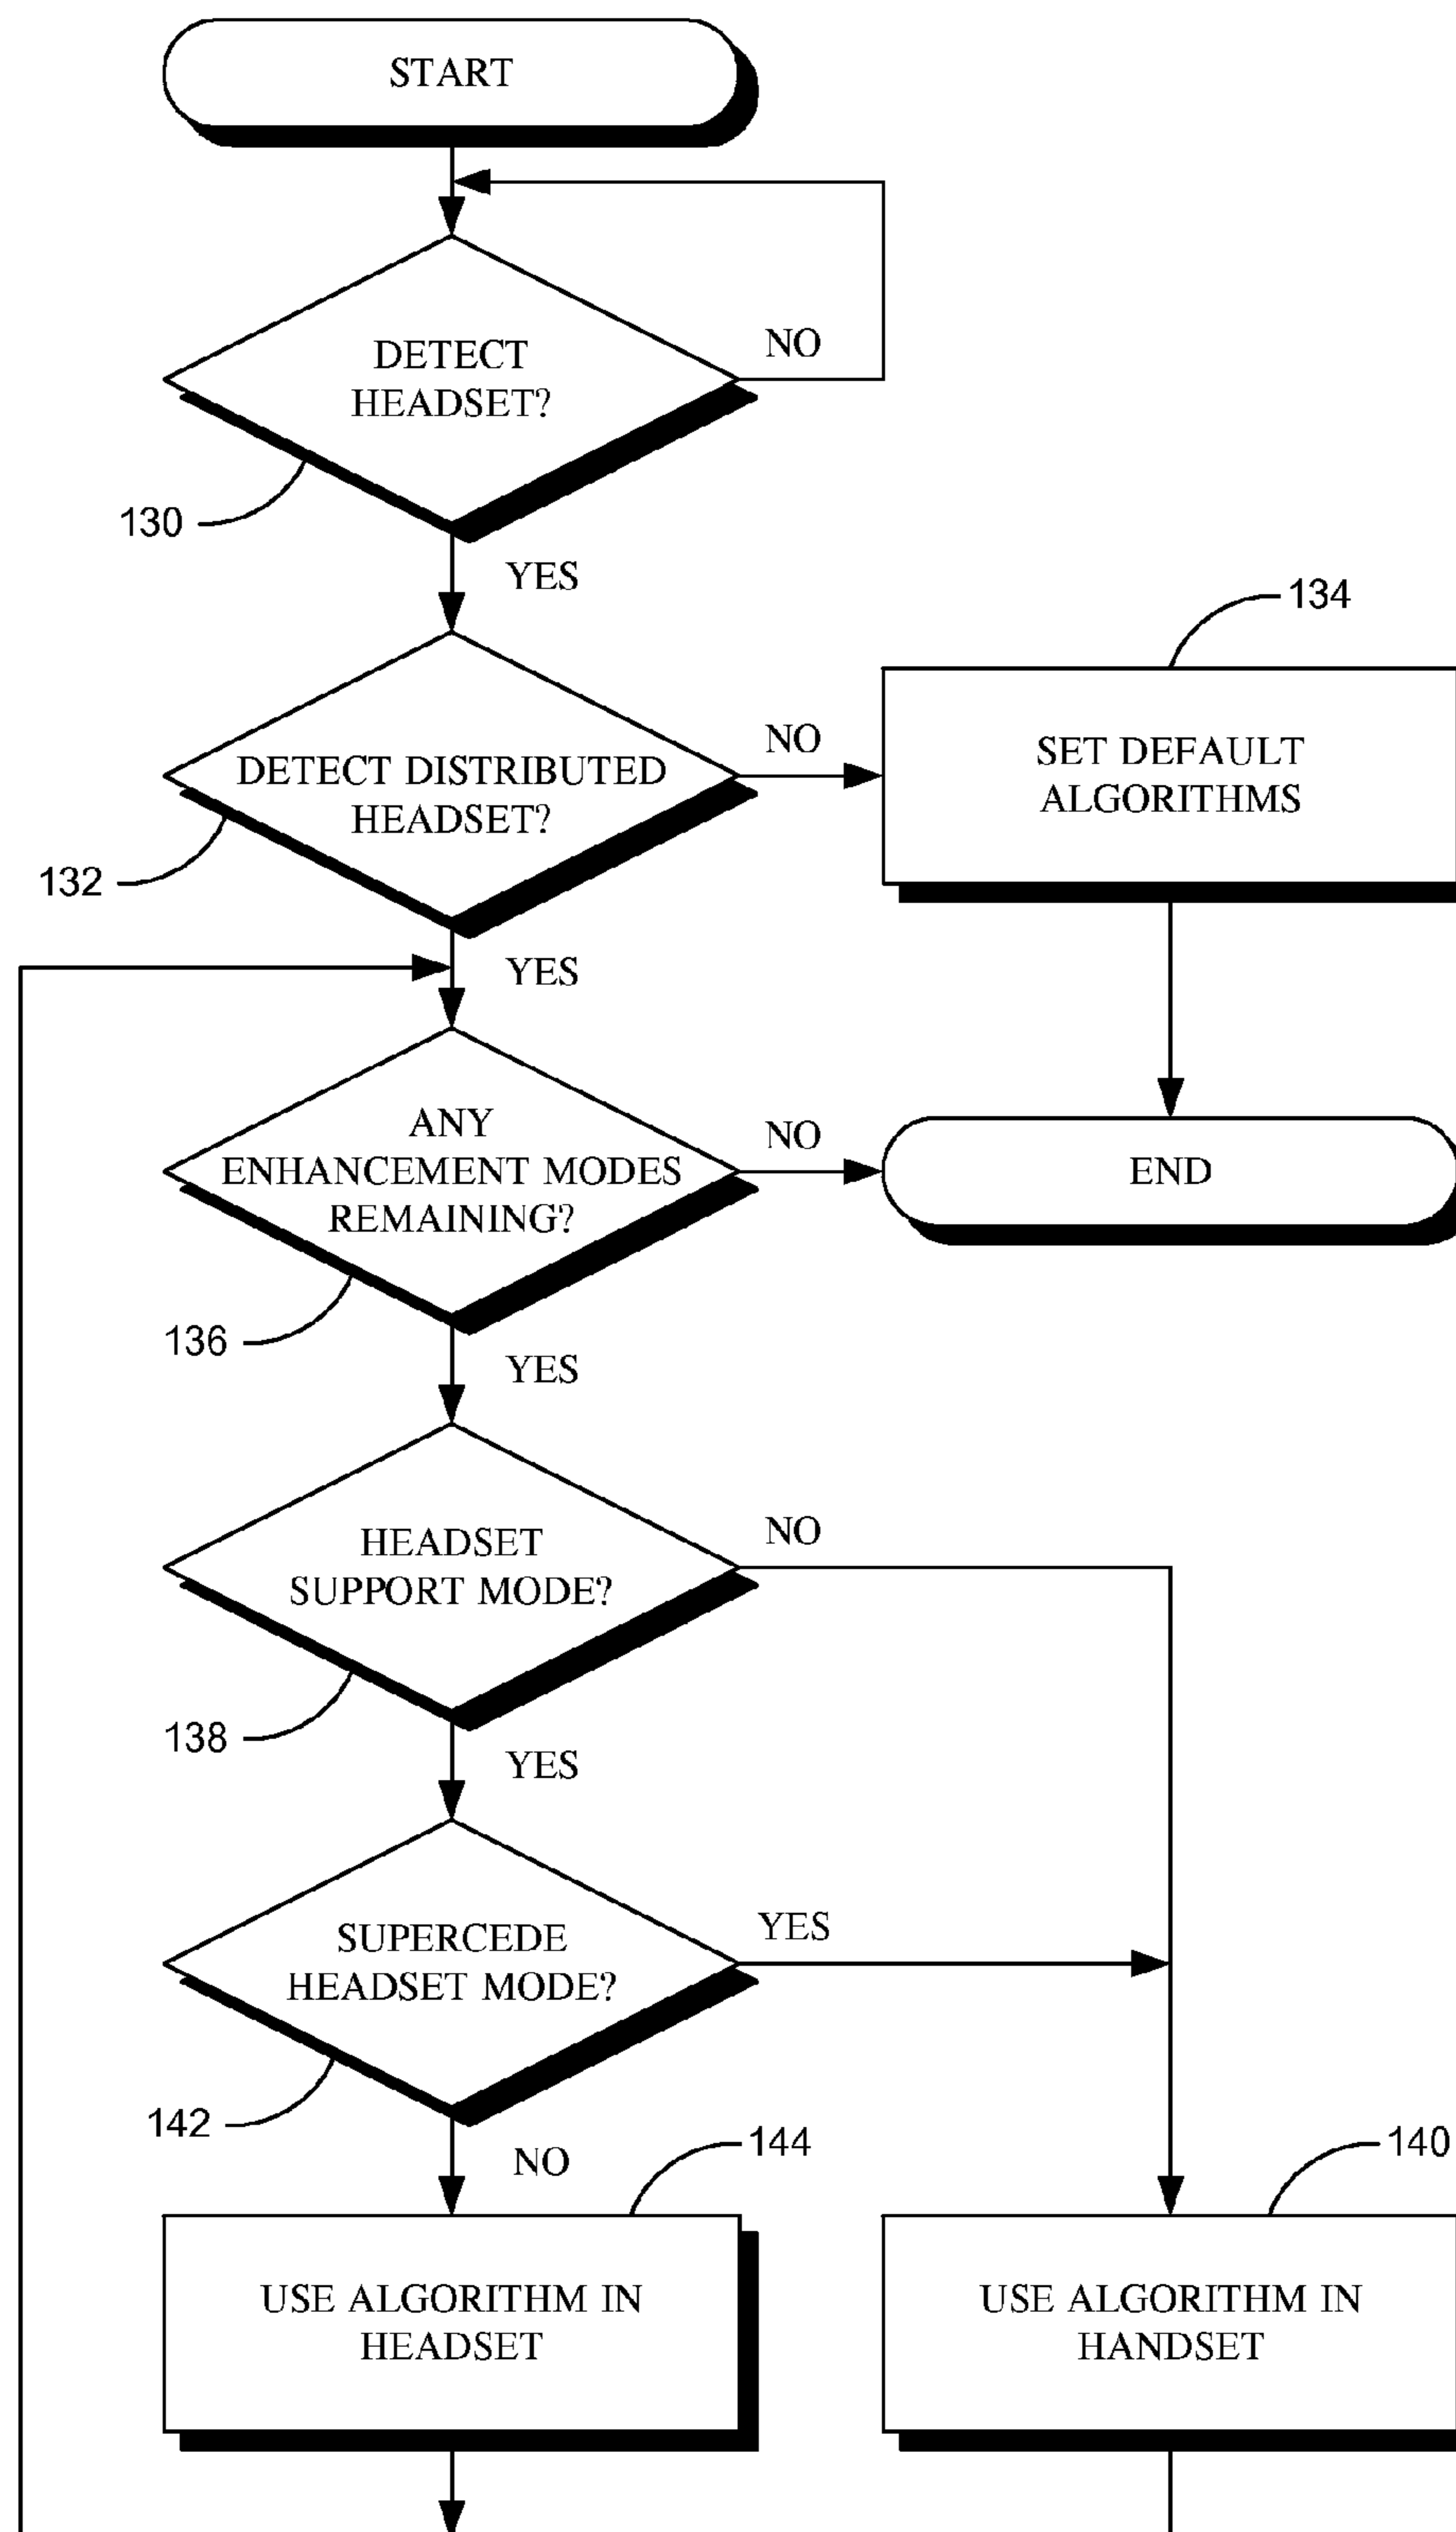 START
DETECT
HEADSET?
NO
130
YES
134
DETECT DISTRIBUTED
HEADSET?
NO
SET DEFAULT
ALGORITHMS
132
YES
ANY
ENHANCEMENT MODES
REMAINING?
NO
END
136
YES
HEADSET
SUPPORT MODE?
NO
138
YES
SUPERCEDE
HEADSET MODE?
YES
142
NO
144
140
USE ALGORITHM IN
HEADSET
USE ALGORITHM IN
HANDSET